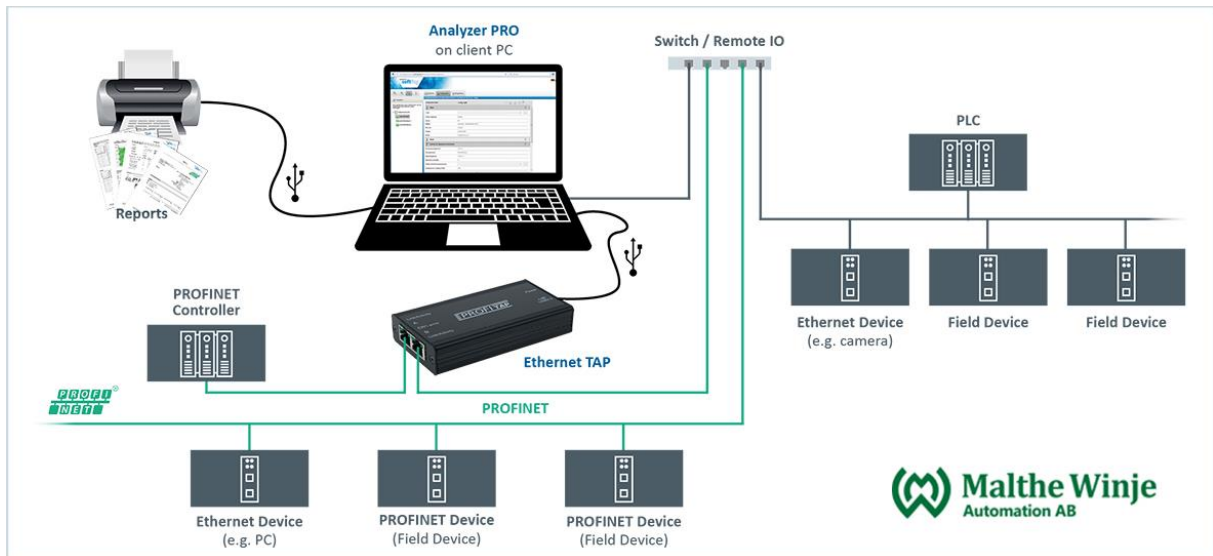 Analyzer PRO
on client PC
Switch / Remote IO
PLC
Reports
PROFINET
Controller
PROFITAP
Ethernet TAP
Ethernet Device
(e.g. camera)
Field Device
Field Device
PROFI
NET
®
PROFINET
Ethernet Device
(e.g. PC)
PROFINET Device
(Field Device)
PROFINET Device
(Field Device)
Malthe Winje
Automation AB